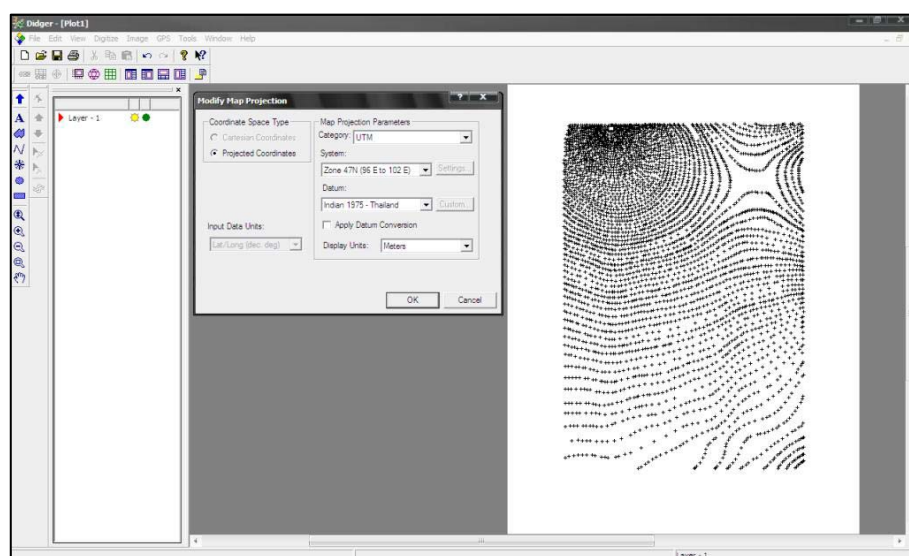 Didger - [Plot1]
File Edit View Digitize Image GPS Tools Window Help
Layer - 1
Modify Map Projection
Coordinate Space Type
Cartesian Coordinates
Projected Coordinates
Input Data Units:
Lat/Long (dec. deg)
Map Projection Parameters
Category: UTM
System:
Zone 47N (96 E to 102 E) Settings...
Datum:
Indian 1975 - Thailand Custom...
Apply Datum Conversion
Display Units: Meters
OK Cancel
Layer - 1